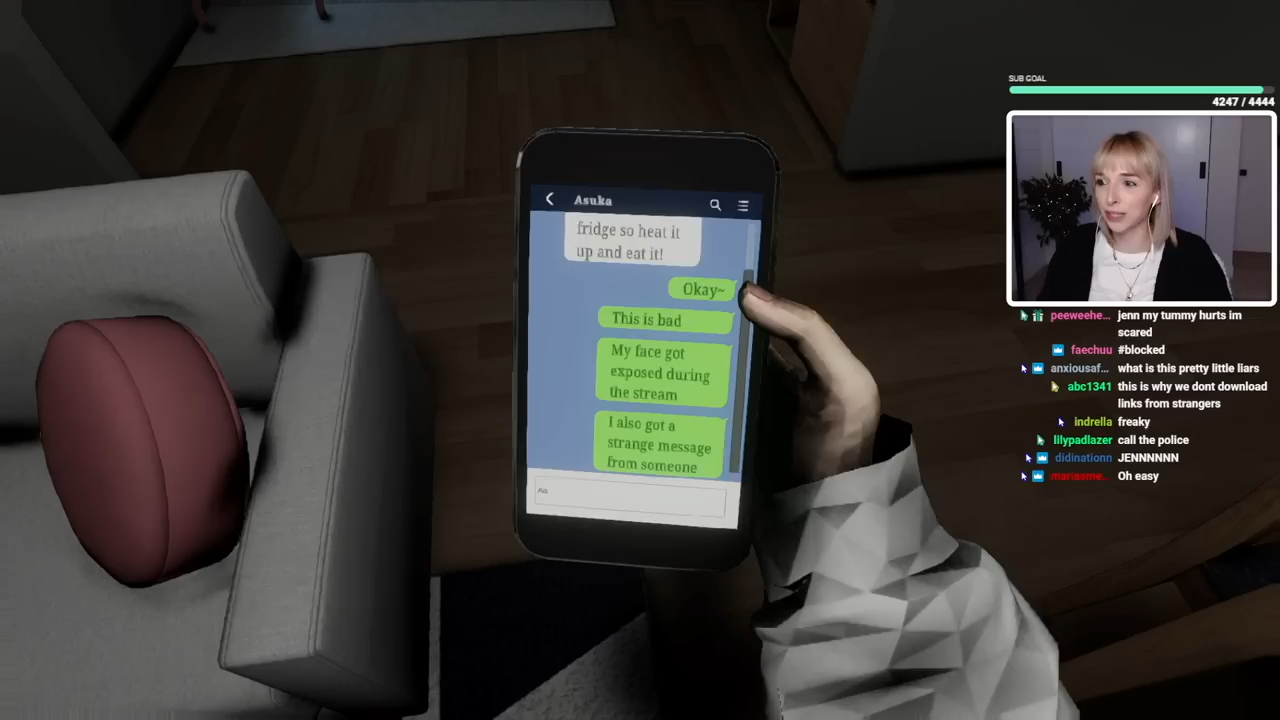 SUB GOAL
4247 / 4444
Asuka
fridge so heat it
up and eat it!
Okay~
This is bad
My face got
exposed during
the stream
I also got a
strange message
from someone
peeweehe... jenn my tummy hurts im
scared
faechuu #blocked
anxiousaf... what is this pretty little liars
abc1341 this is why we dont download
links from strangers
indrella freaky
lilypadlazer call the police
didinationn JENNNNNN
Oh easy